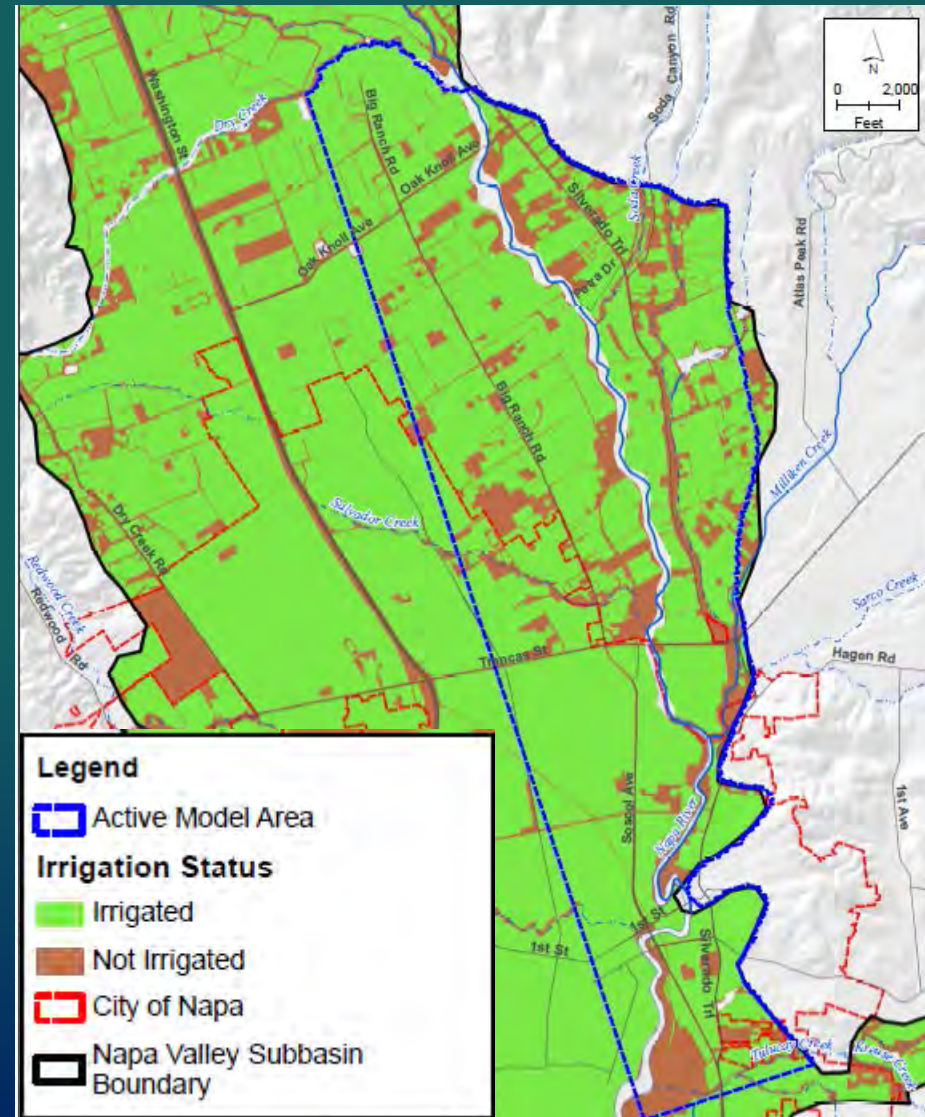 Soda Canyon Rd
N
0 2,000
Feet
Washington St
Dry Creek
Big Ranch Rd
Oak Knoll Ave
Silverado Trl
Soda Creek
Oak Knoll Ave
Petra Dr
Atlas Peak Rd
Big Ranch Rd
Milliken Creek
Salvador Creek
Dry Creek Rd
Redwood Creek
Redwood Rd
Sarco Creek
Trancas St
Hagen Rd
Soscol Ave
Napa River
1st Ave
1st St
1st St
Silverado Trl
Tulucay Creek
Kreuse Creek
Legend
Active Model Area
Irrigation Status
Irrigated
Not Irrigated
City of Napa
Napa Valley Subbasin
Boundary